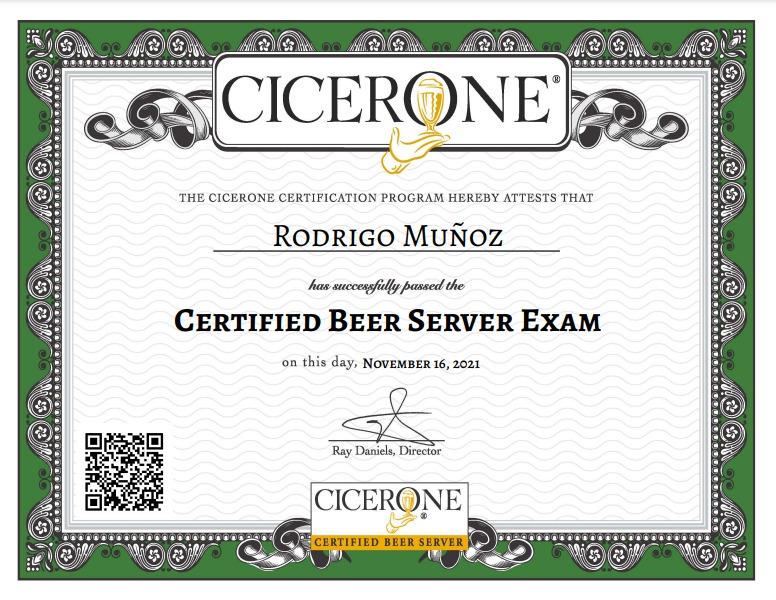 CICERONE®
THE CICERONE CERTIFICATION PROGRAM HEREBY ATTESTS THAT
RODRIGO MUÑOZ
has successfully passed the
CERTIFIED BEER SERVER EXAM
on this day, NOVEMBER 16, 2021
Ray Daniels, Director
CICERONE®
CERTIFIED BEER SERVER